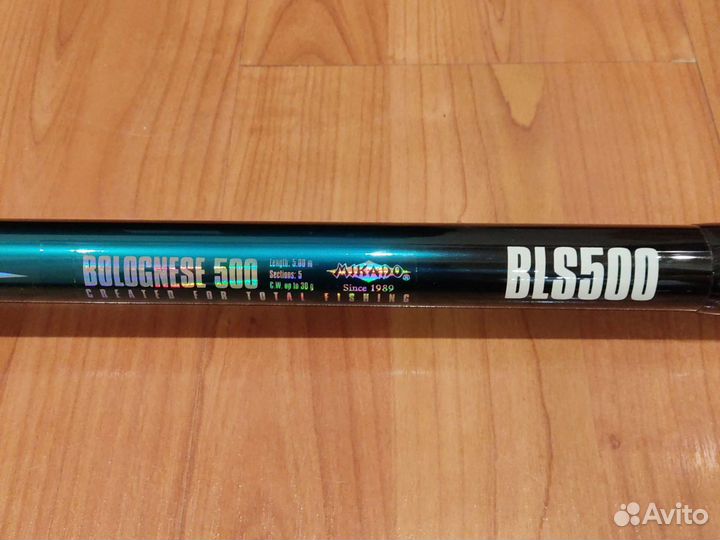 BOLOGNESE 500
Length: 5.00 m
Sections: 5
C.W. up to 30 g
CREATED FOR TOTAL FISHING
MIKADO®
Since 1989
BLS500
Avito